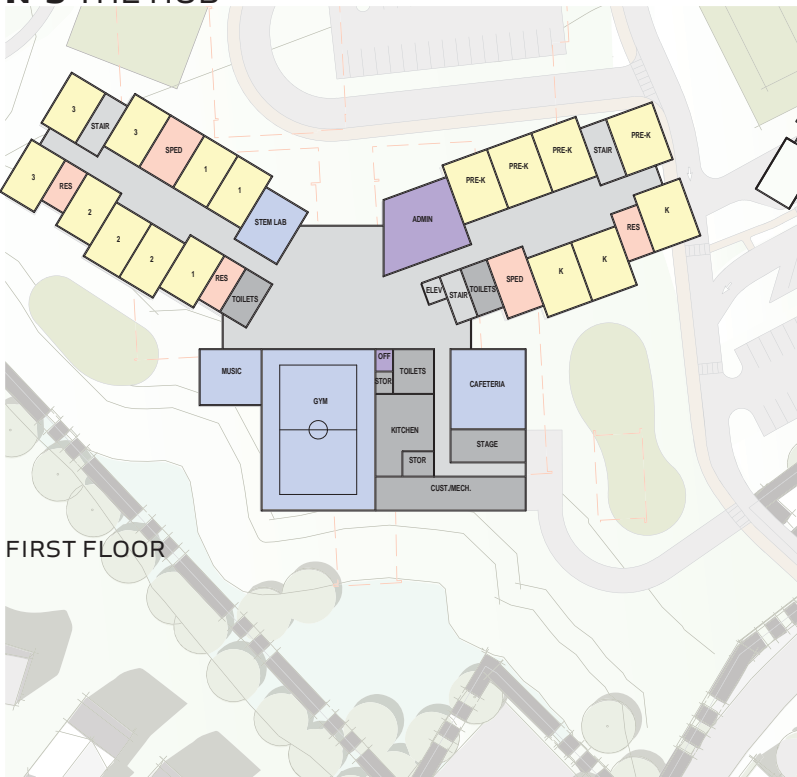 N-5 THE HUB
3
STAIR
3
SPED
1
1
STEM LAB
3
RES
2
2
2
1
RES
TOILETS
ADMIN
PRE-K
PRE-K
PRE-K
STAIR
PRE-K
K
RES
K
K
SPED
TOILETS
STAIR
ELEV
MUSIC
GYM
OFF
STOR
TOILETS
KITCHEN
STOR
CAFETERIA
STAGE
CUST./MECH.
FIRST FLOOR